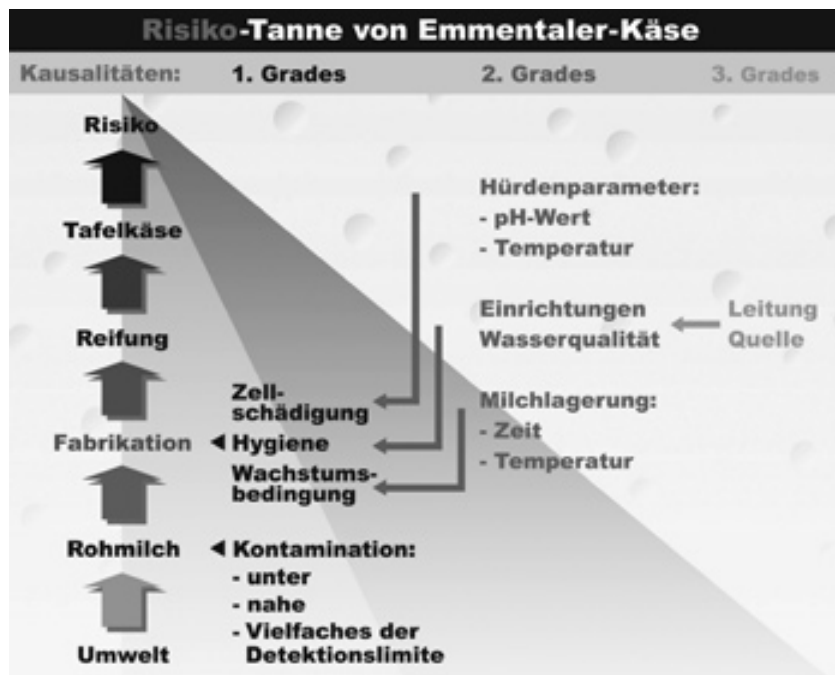 Risiko-Tanne von Emmentaler-Käse
Kausalitäten: 1. Grades 2. Grades 3. Grades
Risiko
Tafelkäse
Reifung
Fabrikation
Rohmilch
Umwelt
Zell-
schädigung
Hygiene
Wachstums-
bedingung
Kontamination:
- unter
- nahe
- Vielfaches der
Detektionslimite
Hürdenparameter:
- pH-Wert
- Temperatur
Einrichtungen
Wasserqualität
Milchlagerung:
- Zeit
- Temperatur
Leitung
Quelle